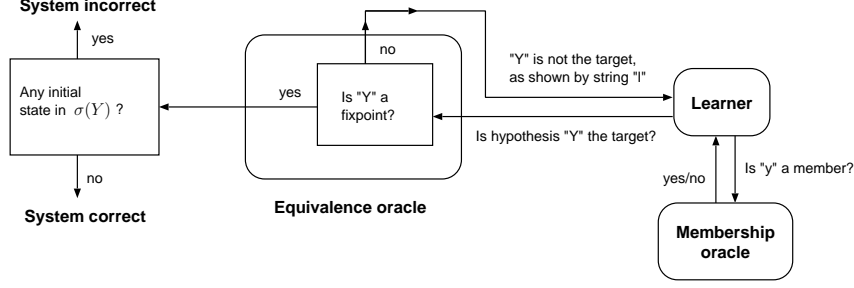 System incorrect
yes
Any initial
state in σ(Y) ?
no
System correct
yes
no
Is "Y" a
fixpoint?
Equivalence oracle
"Y" is not the target,
as shown by string "I"
Is hypothesis "Y" the target?
Learner
yes/no
Is "y" a member?
Membership
oracle